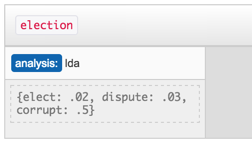 election
analysis: lda
{elect: .02, dispute: .03,
corrupt: .5}